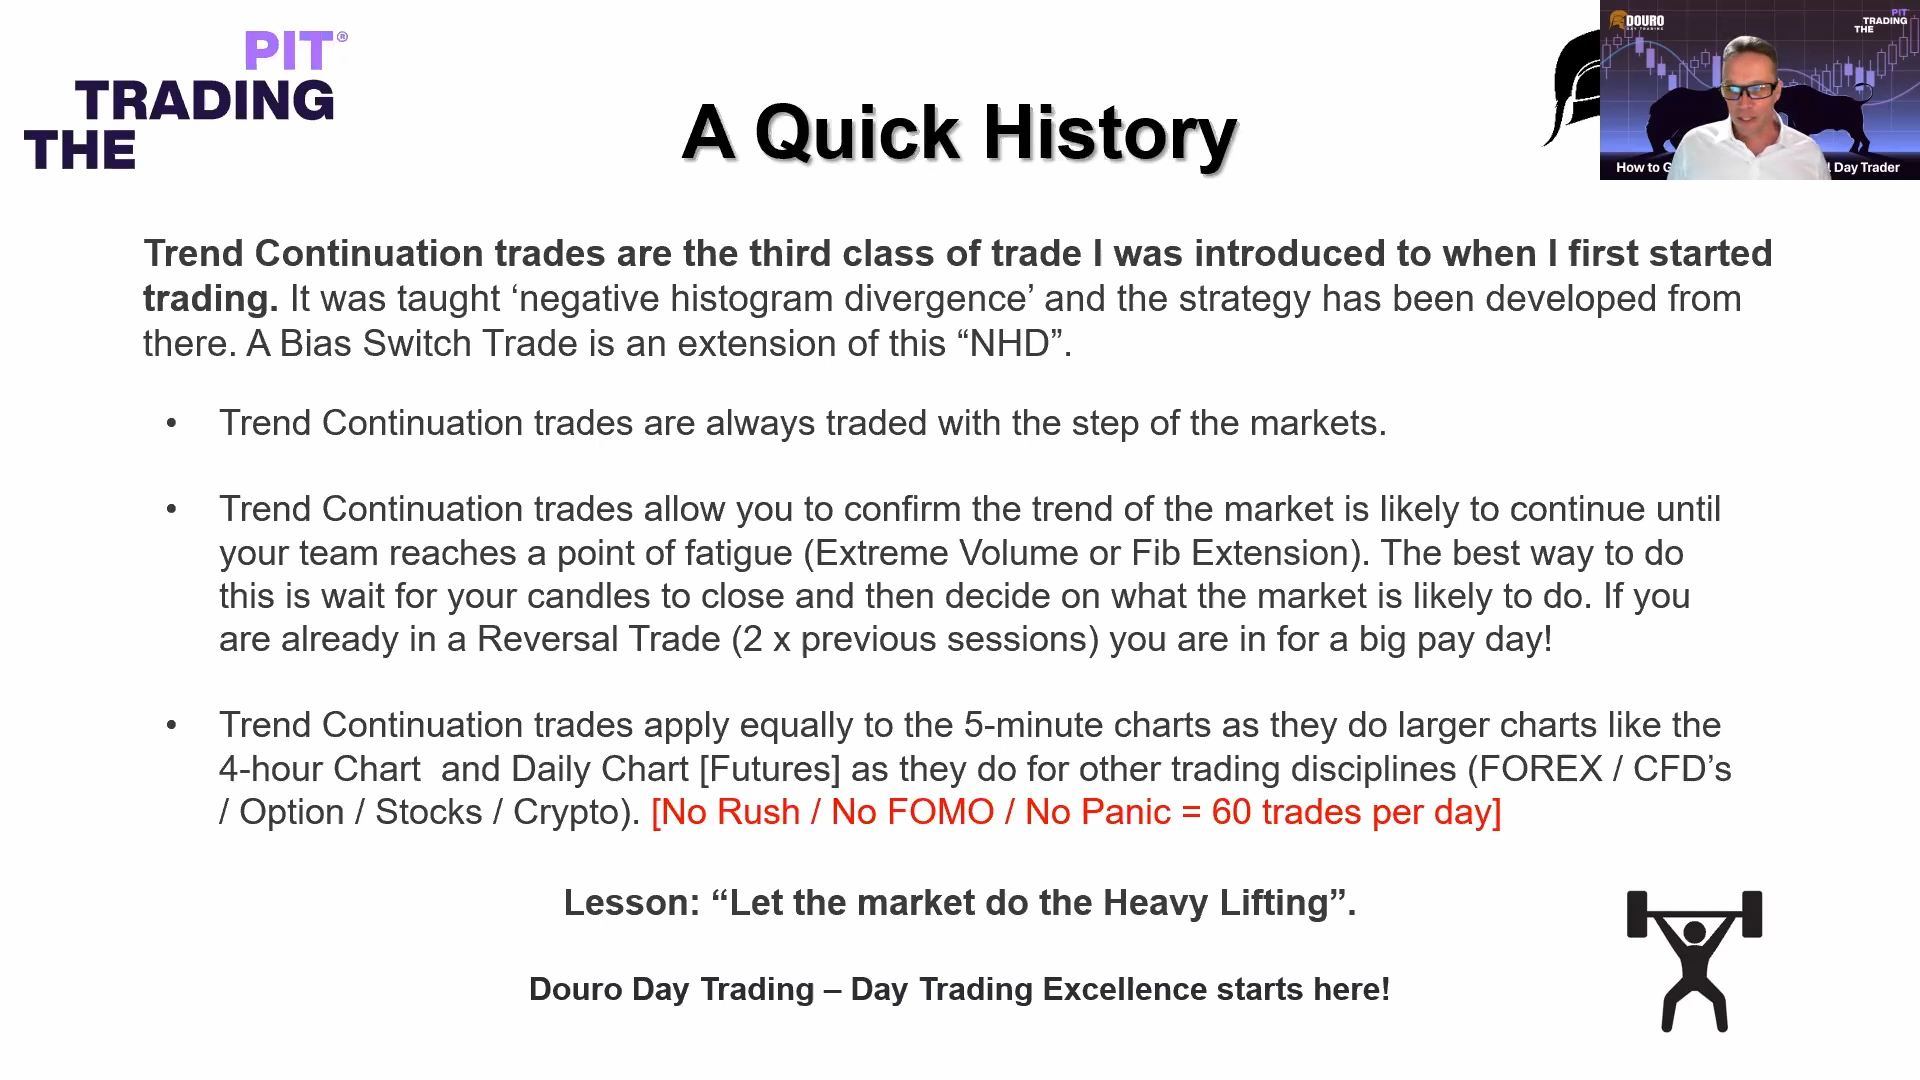 PIT®
TRADING
THE
A Quick History
DOURO
DAY TRADING
PIT
TRADING
THE
How to G
l Day Trader
Trend Continuation trades are the third class of trade I was introduced to when I first started
trading. It was taught ‘negative histogram divergence’ and the strategy has been developed from
there. A Bias Switch Trade is an extension of this “NHD”.
• Trend Continuation trades are always traded with the step of the markets.
• Trend Continuation trades allow you to confirm the trend of the market is likely to continue until
your team reaches a point of fatigue (Extreme Volume or Fib Extension). The best way to do
this is wait for your candles to close and then decide on what the market is likely to do. If you
are already in a Reversal Trade (2 x previous sessions) you are in for a big pay day!
• Trend Continuation trades apply equally to the 5-minute charts as they do larger charts like the
4-hour Chart  and Daily Chart [Futures] as they do for other trading disciplines (FOREX / CFD’s
/ Option / Stocks / Crypto). [No Rush / No FOMO / No Panic = 60 trades per day]
Lesson: “Let the market do the Heavy Lifting”.
Douro Day Trading – Day Trading Excellence starts here!